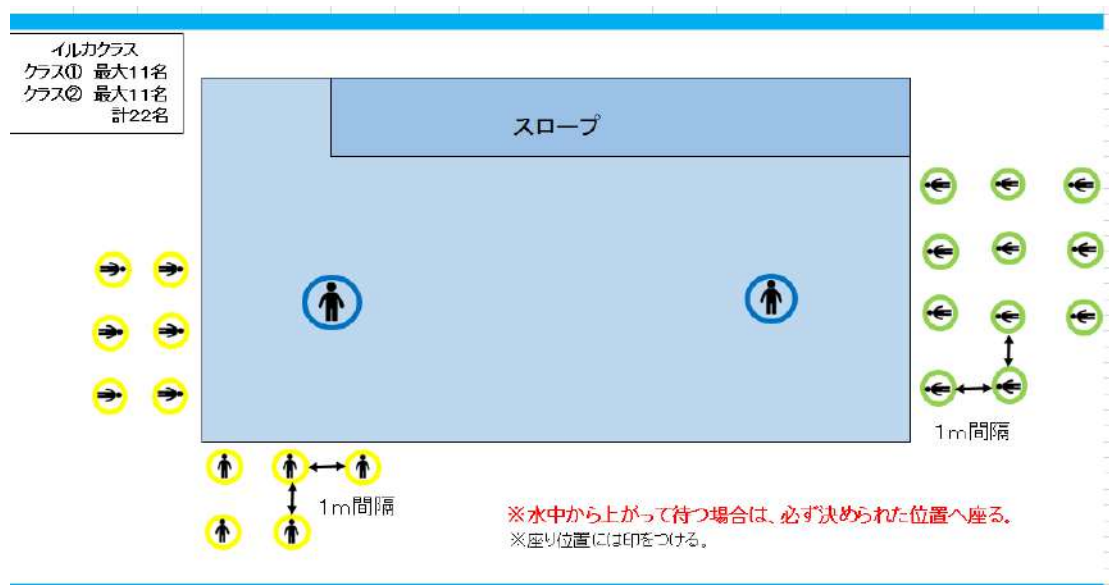 イルカクラス
クラス① 最大11名
クラス② 最大11名
計22名
スロープ
1m間隔
1m間隔
※水中から上がって待つ場合は、必ず決められた位置へ座る。
※座り位置には印をつける。